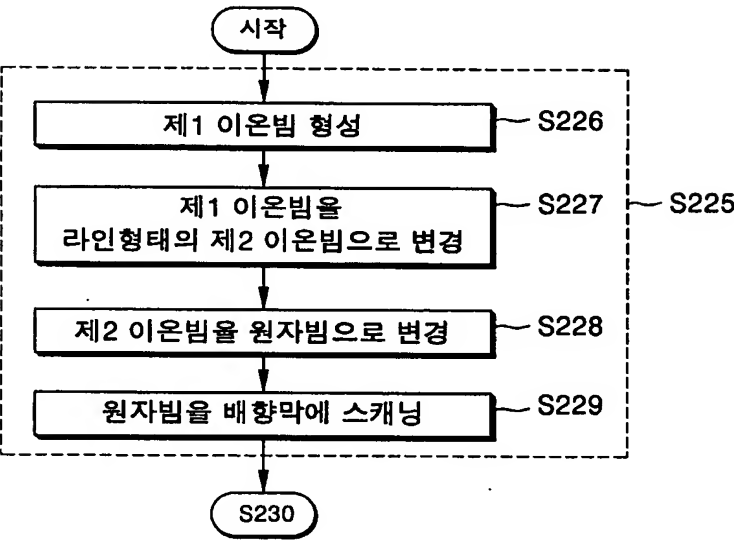 시작
제1 이온빔 형성
S226
제1 이온빔을
라인형태의 제2 이온빔으로 변경
S227
S225
제2 이온빔을 원자빔으로 변경
S228
원자빔을 배향막에 스캐닝
S229
S230